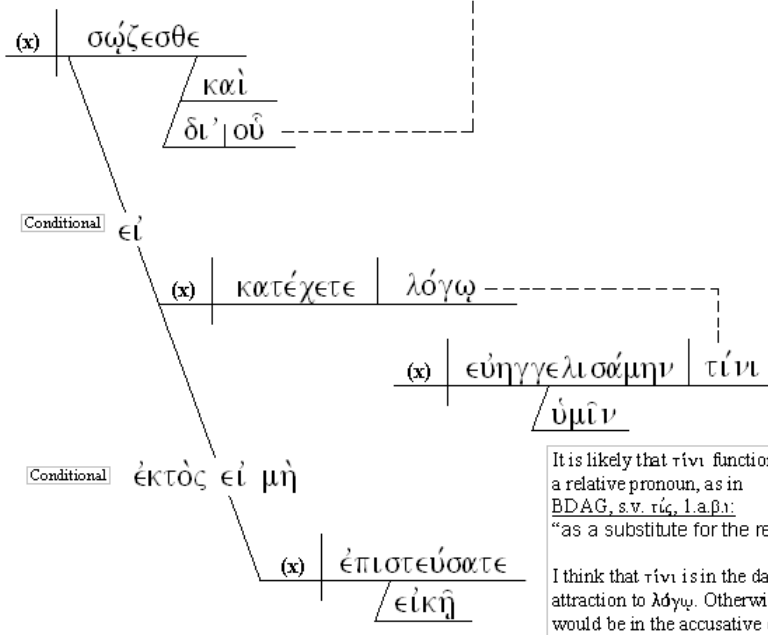 (x) σῴζεσθε
καὶ
δι’ οὗ
Conditional εἰ
(x) κατέχετε λόγῳ
(x) εὐηγγελισάμην τίνι
ὑμῖν
Conditional ἐκτὸς εἰ μὴ
It is likely that τίνι function
a relative pronoun, as in
BDAG, s.v. τίς, 1.a.β.ι:
“as a substitute for the re
(x) ἐπιστεύσατε
εἰκῇ
I think that τίνι is in the da
attraction to λόγῳ. Otherwi
would be in the accusative